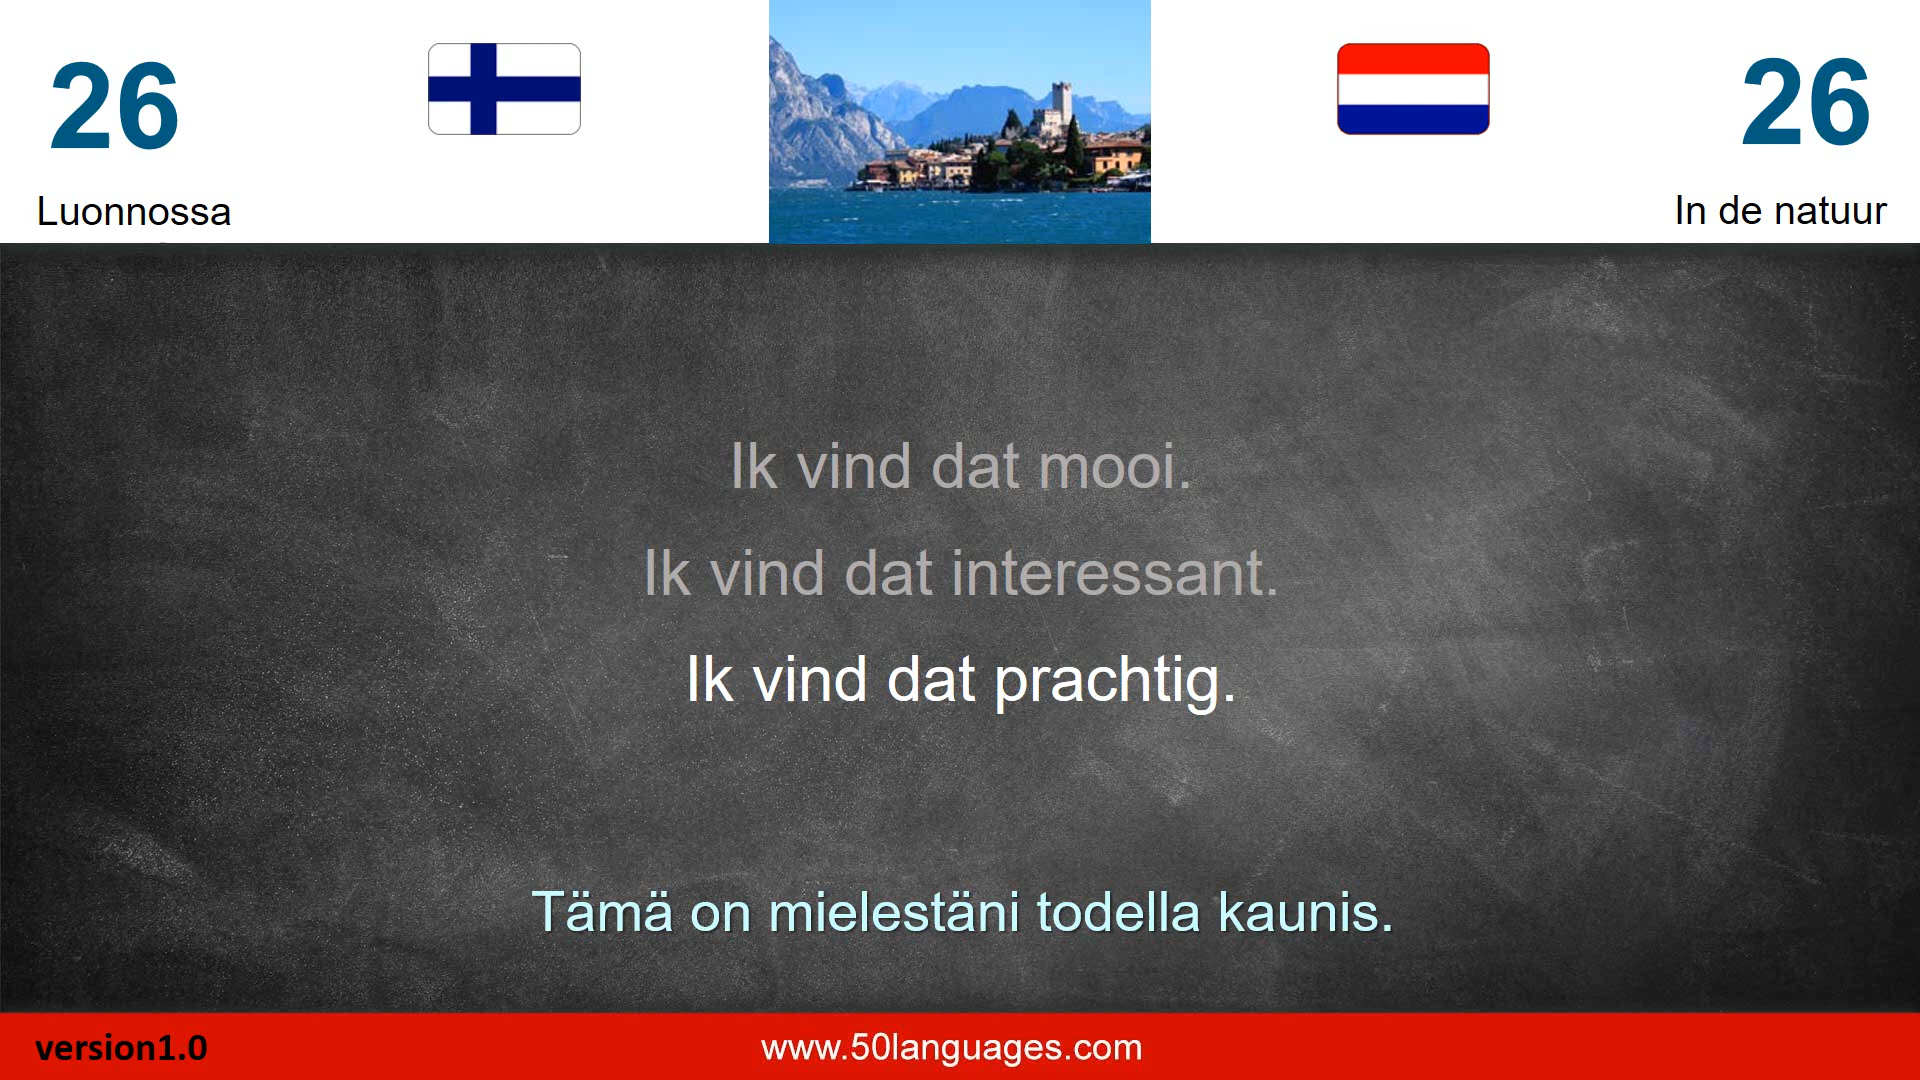 26
26
Luonnossa
In de natuur
Ik vind dat mooi.
Ik vind dat interessant.
Ik vind dat prachtig.
Tämä on mielestäni todella kaunis.
version1.0
www.50languages.com